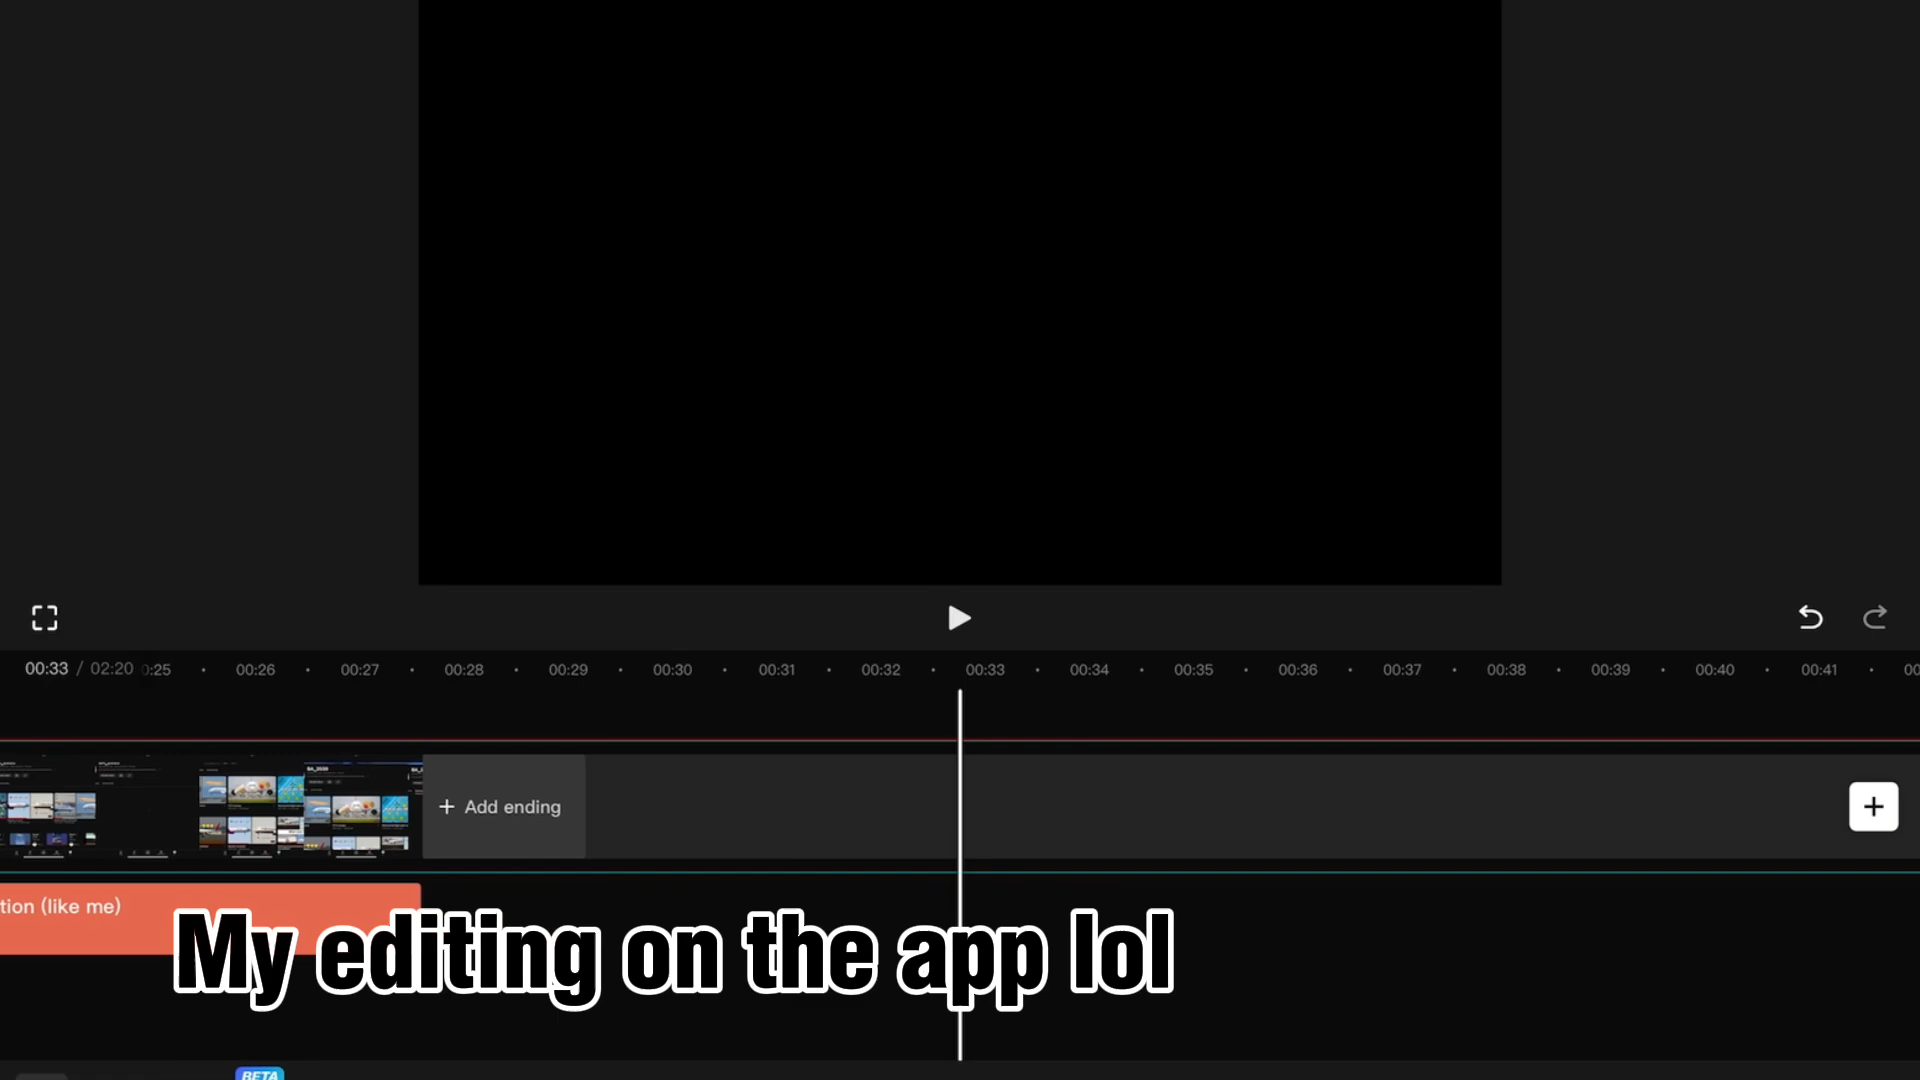 00:33 / 02:20 0:25 00:26 00:27 00:28 00:29 00:30 00:31 00:32 00:33 00:34 00:35 00:36 00:37 00:38 00:39 00:40 00:41 00
+ Add ending
+
tion (like me)
My editing on the app lol
BETA